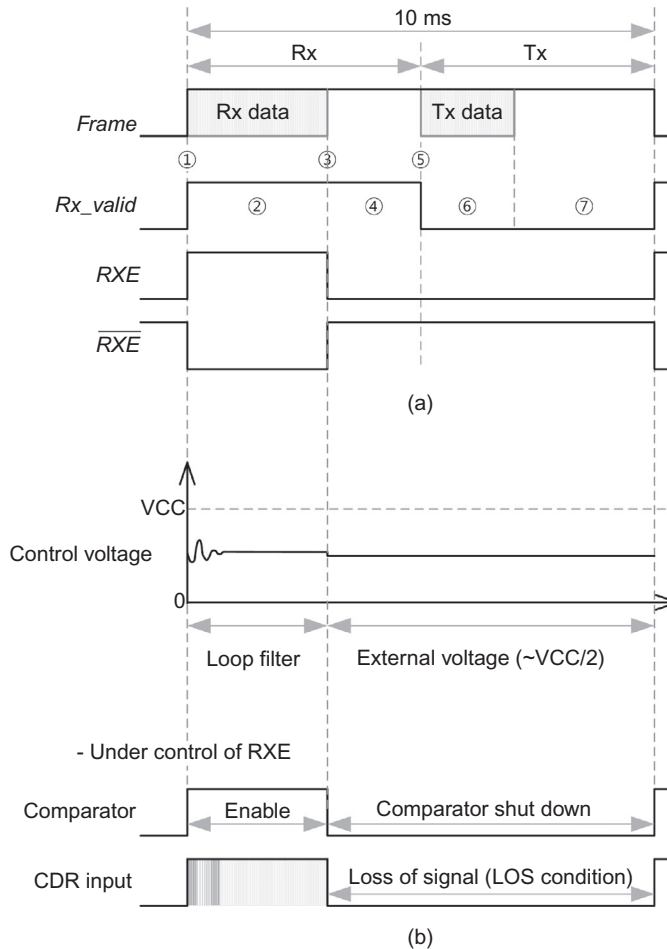 10 ms
Rx Tx
Frame Rx data Tx data
① ③ ⑤
Rx_valid ② ④ ⑥ ⑦
RXE
R̅X̅E̅
(a)
VCC
Control voltage
0
Loop filter External voltage (~VCC/2)
- Under control of RXE
Comparator Enable Comparator shut down
CDR input Loss of signal (LOS condition)
(b)